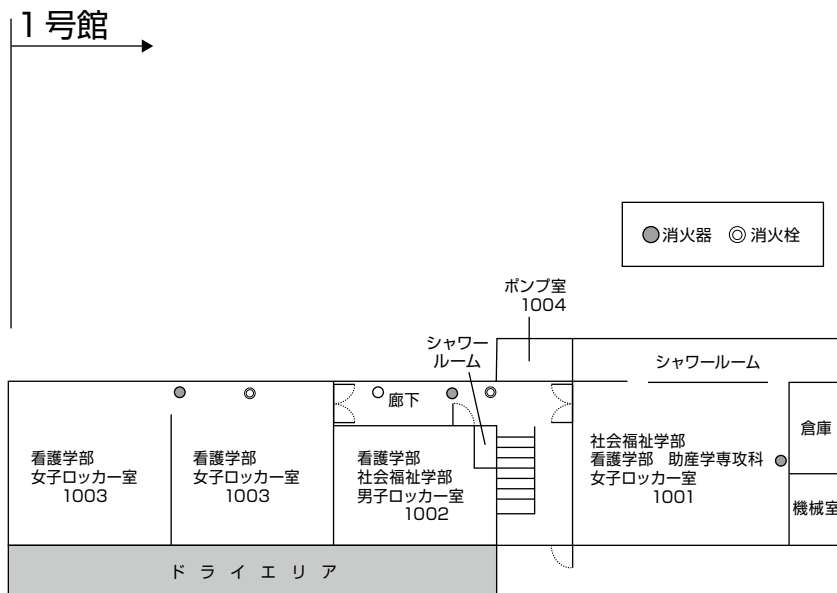 1号館
消火器 消火栓
ポンプ室
1004
シャワー
ルーム
シャワールーム
廊下
倉庫
看護学部
女子ロッカー室
1003
看護学部
女子ロッカー室
1003
看護学部
社会福祉学部
男子ロッカー室
1002
社会福祉学部
看護学部 助産学専攻科
女子ロッカー室
1001
機械室
ドライエリア